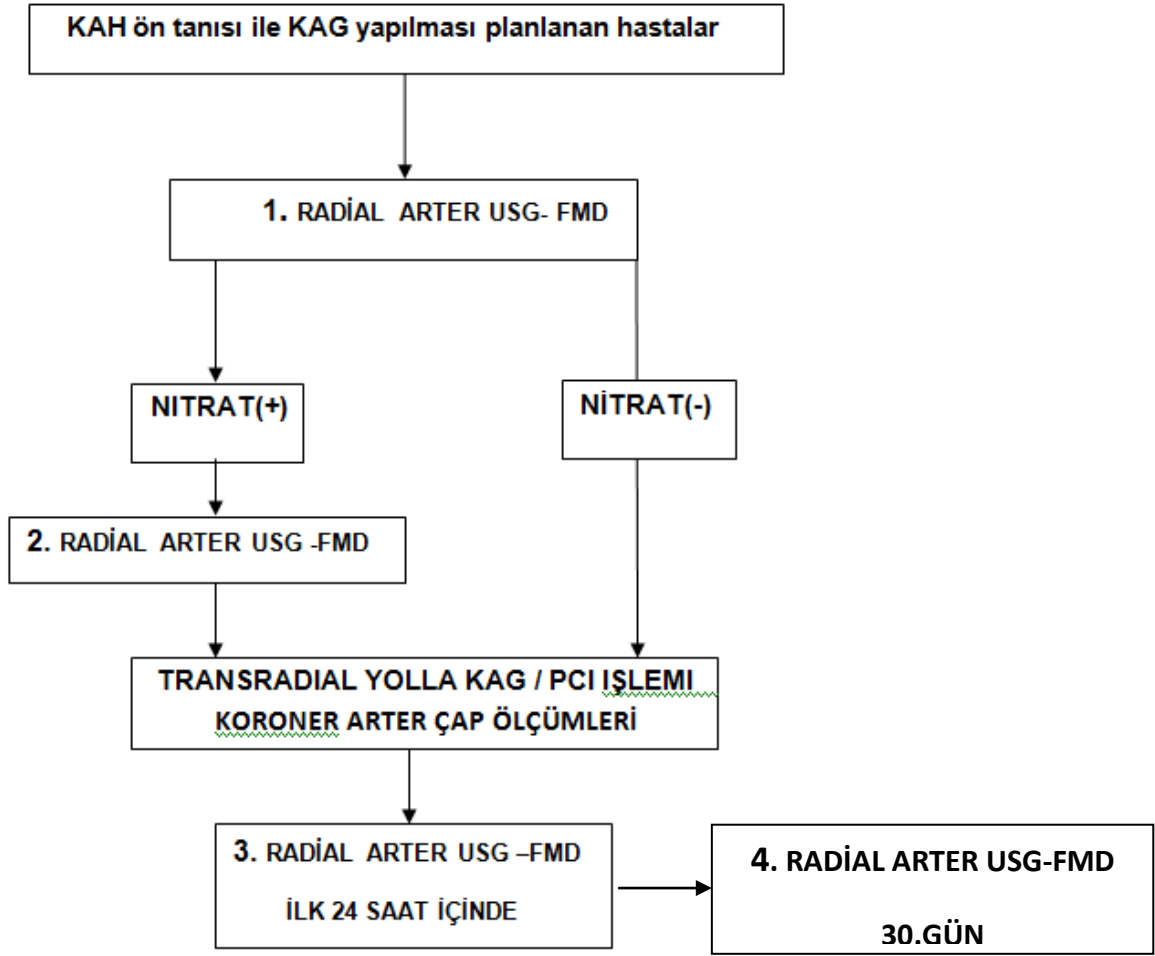 KAH ön tanısı ile KAG yapılması planlanan hastalar
1. RADİAL ARTER USG- FMD
NITRAT(+)
NİTRAT(-)
2. RADİAL ARTER USG -FMD
TRANSRADIAL YOLLA KAG / PCI IŞLEMI
KORONER ARTER ÇAP ÖLÇÜMLERİ
3. RADİAL ARTER USG –FMD
İLK 24 SAAT İÇİNDE
4. RADİAL ARTER USG-FMD
30.GÜN